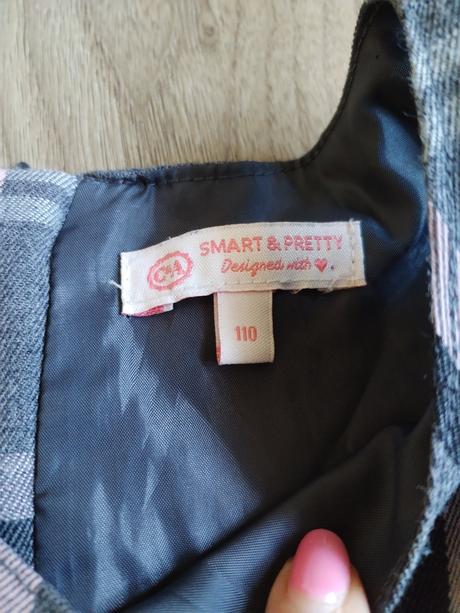 C&A
SMART & PRETTY
Designed with ❤.
110